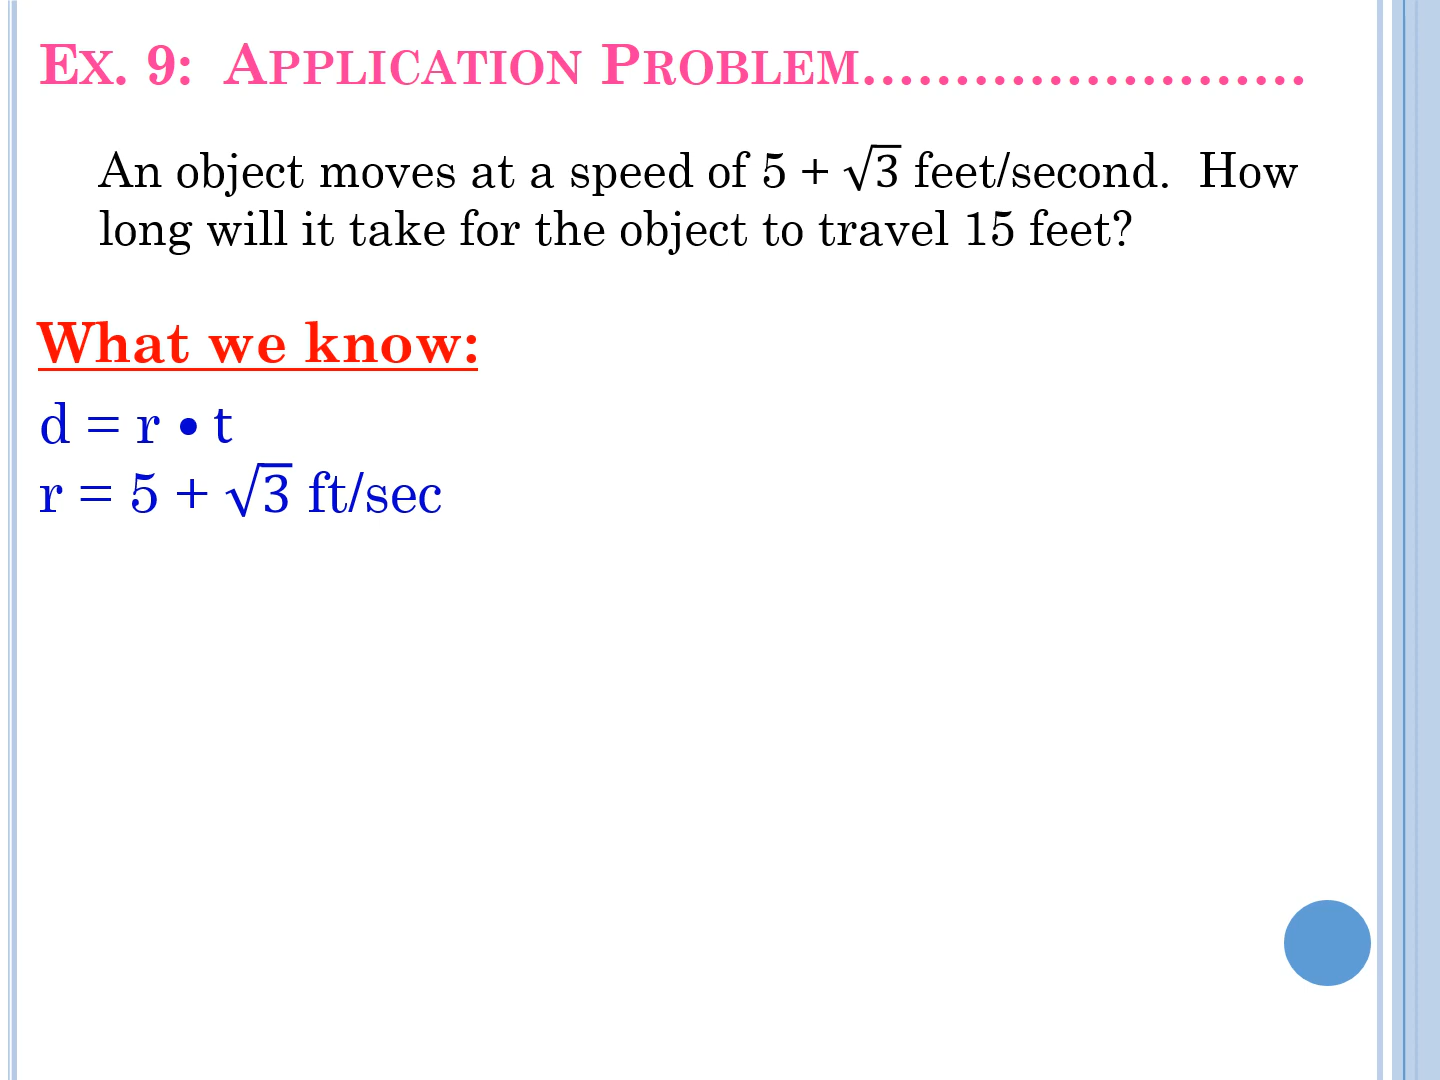 Ex. 9:  Application Problem……………………
An object moves at a speed of 5 + √3 feet/second.  How
long will it take for the object to travel 15 feet?
What we know:
d = r • t
r = 5 + √3 ft/sec